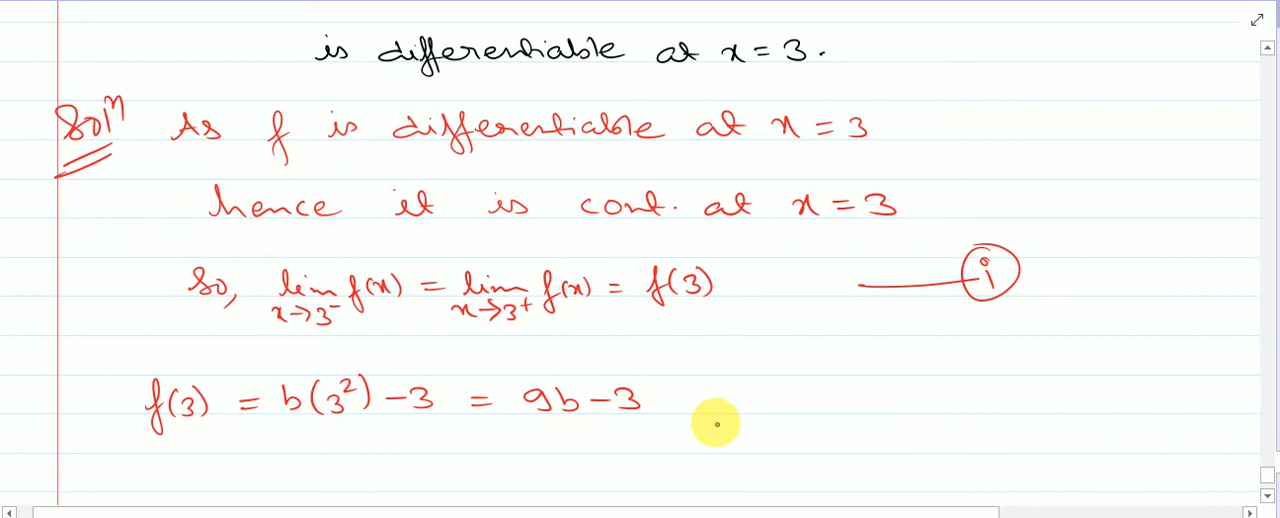 is differentiable at x = 3.
Solⁿ As f is differentiable at x = 3
hence it is cont. at x = 3
So, lim x→3⁻ f(x) = lim x→3⁺ f(x) = f(3) —— i
f(3) = b(3²) - 3 = 9b - 3